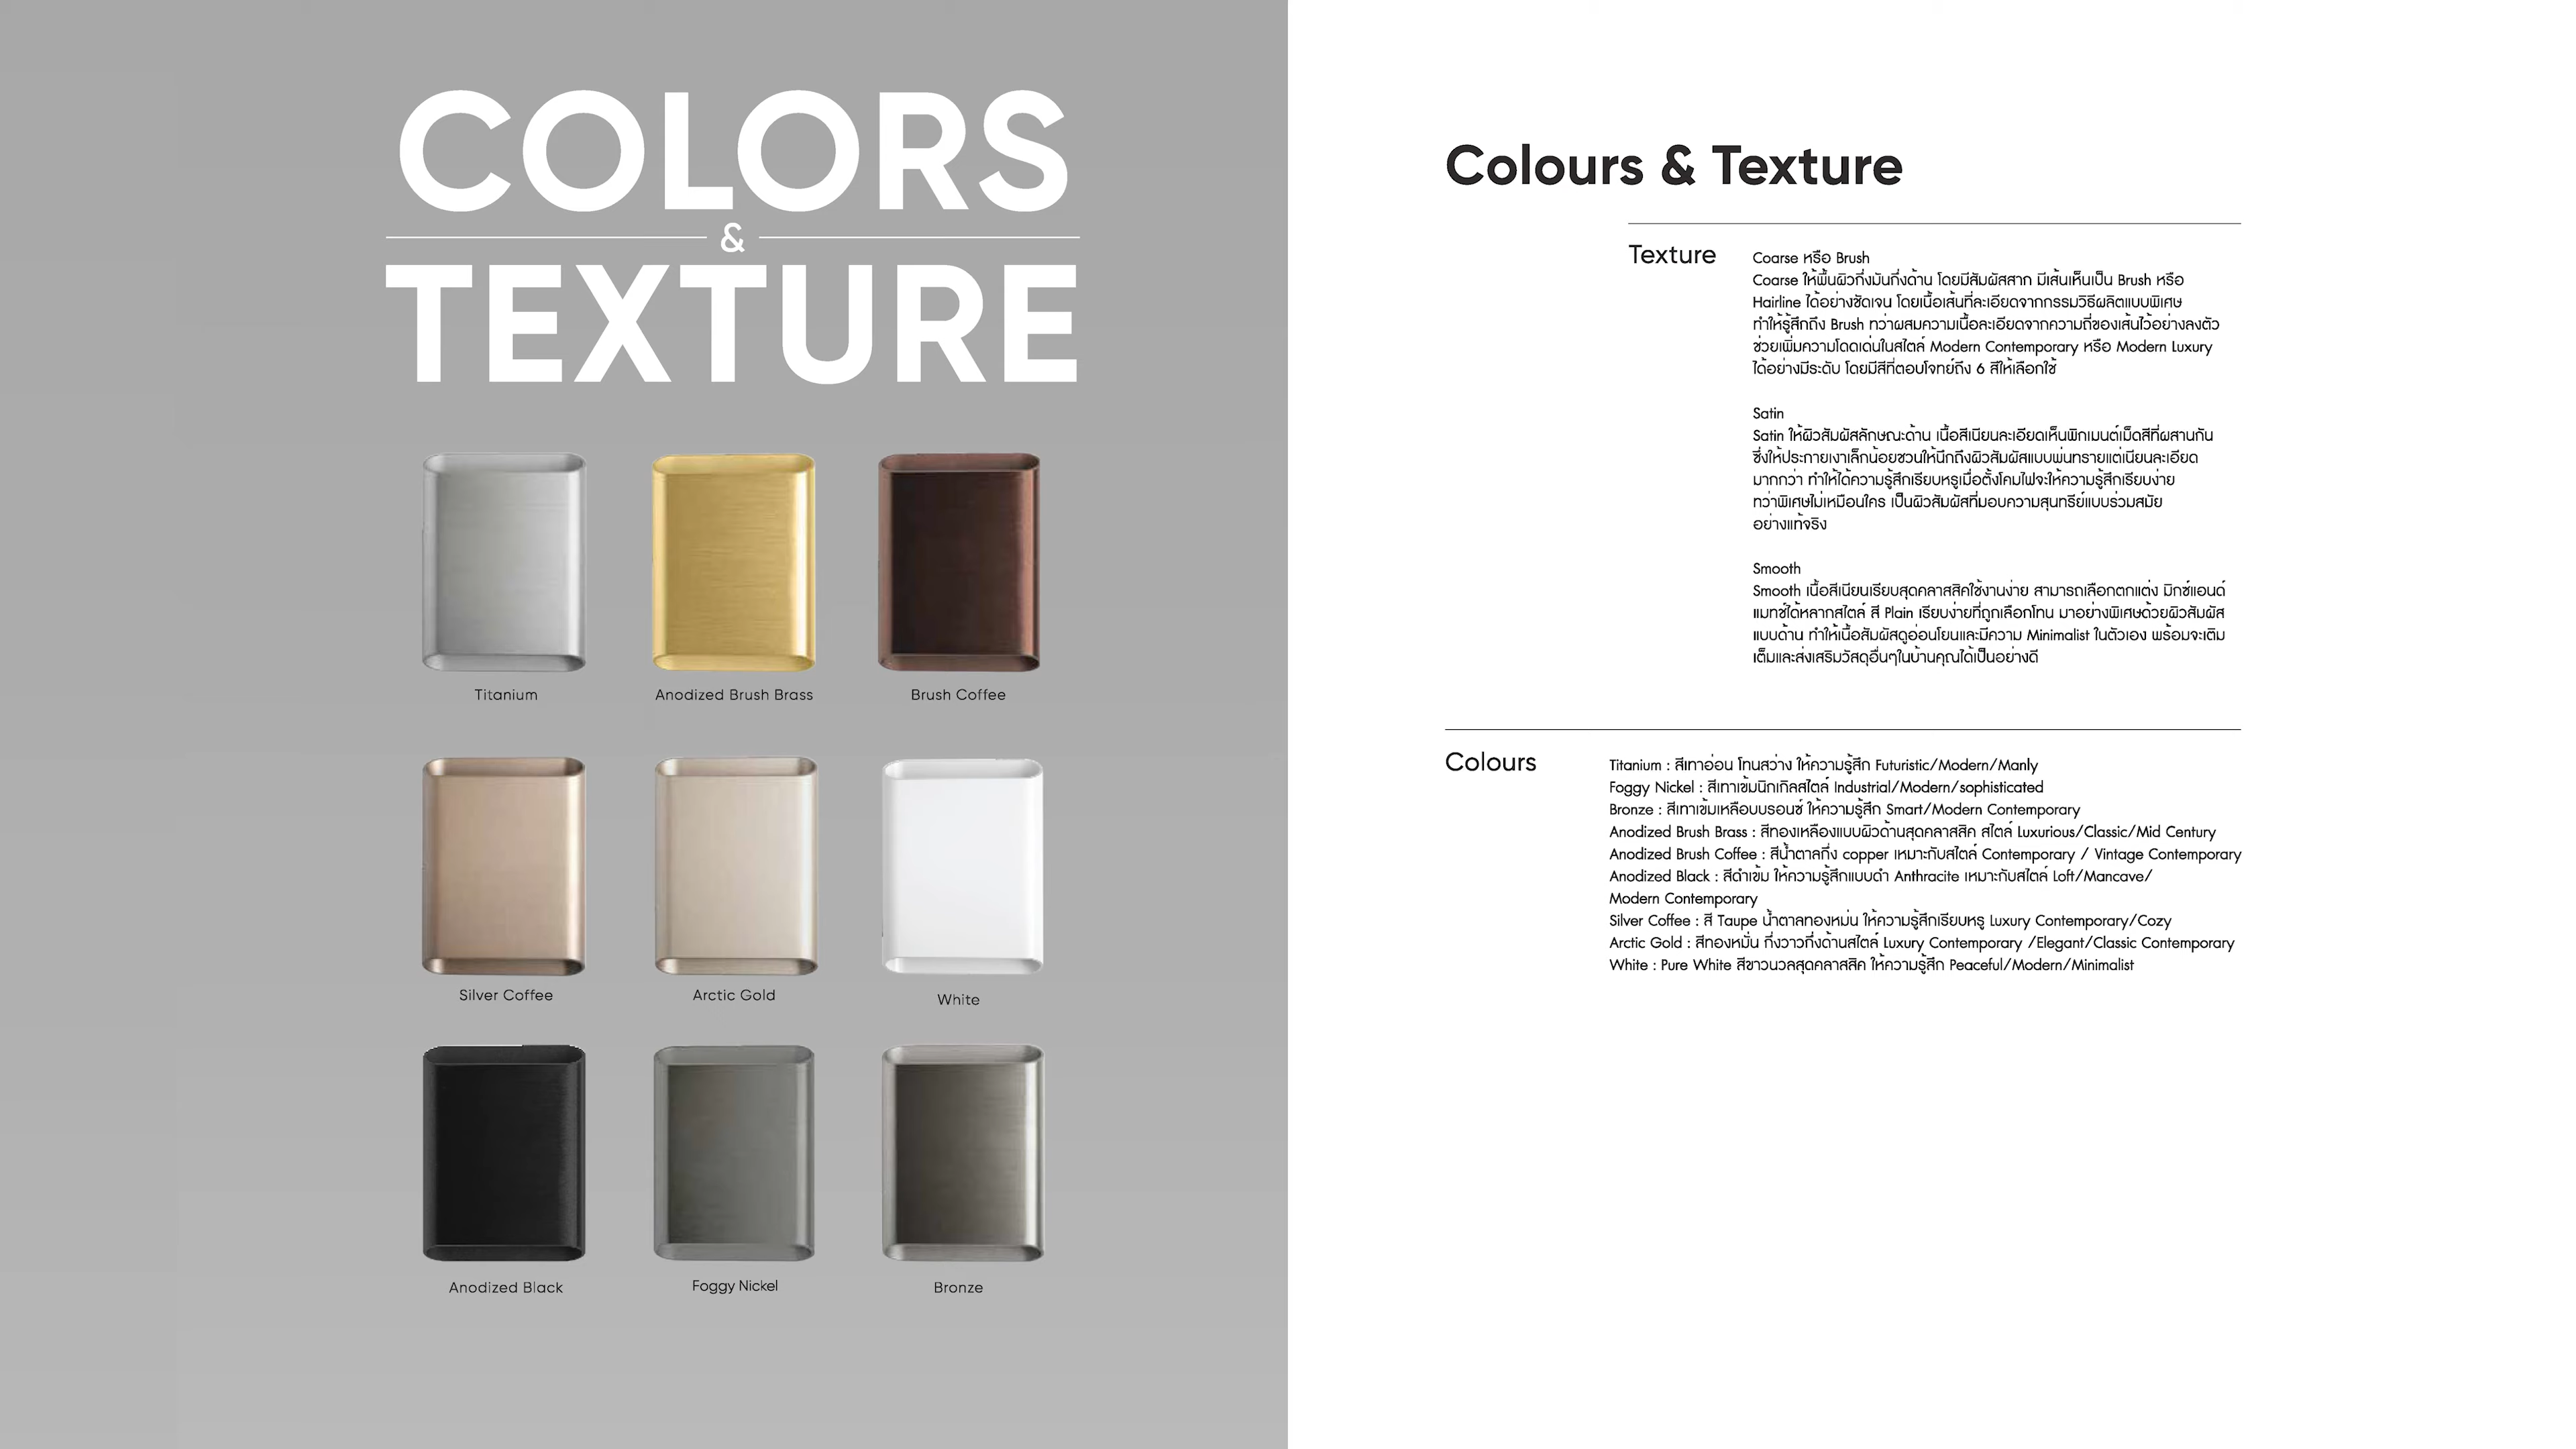 COLORS
&
TEXTURE
Titanium
Anodized Brush Brass
Brush Coffee
Silver Coffee
Arctic Gold
White
Anodized Black
Foggy Nickel
Bronze
Colours & Texture
Texture
Coarse หรือ Brush
Coarse ให้พื้นผิวกึ่งมันกึ่งด้าน โดยมีสัมผัสสาก มีเส้นเห็นเป็น Brush หรือ
Hairline ได้อย่างชัดเจน โดยเนื้อเส้นที่ละเอียดจากกรรมวิธีผลิตแบบพิเศษ
ทำให้รู้สึกถึง Brush ทว่าผสมความเนื้อละเอียดจากความถี่ของเส้นไว้อย่างลงตัว
ช่วยเพิ่มความโดดเด่นในสไตล์ Modern Contemporary หรือ Modern Luxury
ได้อย่างมีระดับ โดยมีสีที่ตอบโจทย์ถึง 6 สีให้เลือกใช้
Satin
Satin ให้ผิวสัมผัสลักษณะด้าน เนื้อสีเนียนละเอียดเห็นพิกเมนต์เม็ดสีที่ผสานกัน
ซึ่งให้ประกายเงาเล็กน้อยชวนให้นึกถึงผิวสัมผัสแบบพ่นทรายแต่เนียนละเอียด
มากกว่า ทำให้ได้ความรู้สึกเรียบหรูเมื่อตั้งโคมไฟจะให้ความรู้สึกเรียบง่าย
ทว่าพิเศษไม่เหมือนใคร เป็นผิวสัมผัสที่มอบความสุนทรีย์แบบร่วมสมัย
อย่างแท้จริง
Smooth
Smooth เนื้อสีเนียนเรียบสุดคลาสสิคใช้งานง่าย สามารถเลือกตกแต่ง มิกซ์แอนด์
แมทช์ได้หลากสไตล์ สี Plain เรียบง่ายที่ถูกเลือกโทน มาอย่างพิเศษด้วยผิวสัมผัส
แบบด้าน ทำให้เนื้อสัมผัสดูอ่อนโยนและมีความ Minimalist ในตัวเอง พร้อมจะเติม
เต็มและส่งเสริมวัสดุอื่นๆในบ้านคุณได้เป็นอย่างดี
Colours
Titanium : สีเทาอ่อน โทนสว่าง ให้ความรู้สึก Futuristic/Modern/Manly
Foggy Nickel : สีเทาเข้มนิกเกิลสไตล์ Industrial/Modern/sophisticated
Bronze : สีเทาเข้มเหลือบบรอนซ์ ให้ความรู้สึก Smart/Modern Contemporary
Anodized Brush Brass : สีทองเหลืองแบบผิวด้านสุดคลาสสิค สไตล์ Luxurious/Classic/Mid Century
Anodized Brush Coffee : สีน้ำตาลกึ่ง copper เหมาะกับสไตล์ Contemporary / Vintage Contemporary
Anodized Black : สีดำเข้ม ให้ความรู้สึกแบบดำ Anthracite เหมาะกับสไตล์ Loft/Mancave/
Modern Contemporary
Silver Coffee : สี Taupe น้ำตาลทองหม่น ให้ความรู้สึกเรียบหรู Luxury Contemporary/Cozy
Arctic Gold : สีทองหมั่น กึ่งวาวกึ่งด้านสไตล์ Luxury Contemporary /Elegant/Classic Contemporary
White : Pure White สีขาวนวลสุดคลาสสิค ให้ความรู้สึก Peaceful/Modern/Minimalist